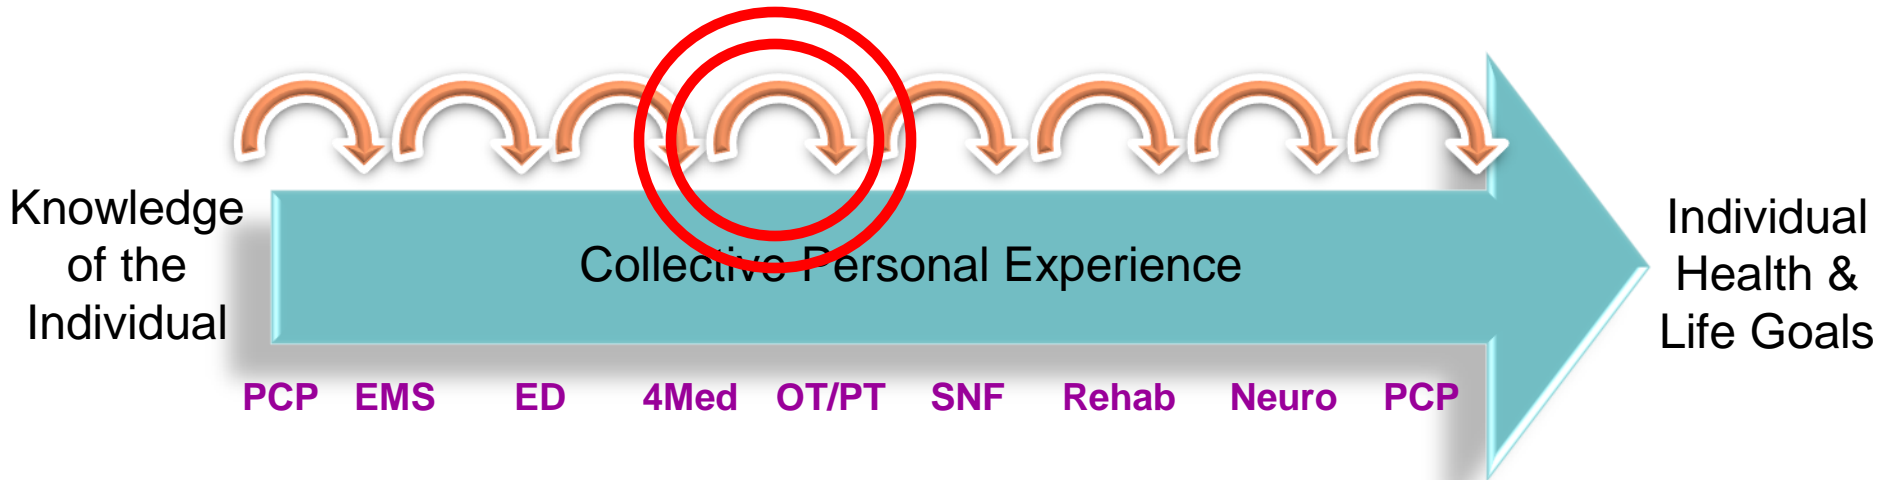 Knowledge
of the
Individual
Collective Personal Experience
Individual
Health &
Life Goals
PCP EMS ED 4Med OT/PT SNF Rehab Neuro PCP